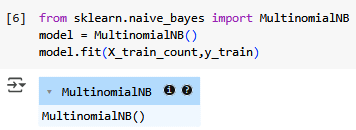 [6] from sklearn.naive_bayes import MultinomialNB
model = MultinomialNB()
model.fit(X_train_count,y_train)
▾ MultinomialNB i ?
MultinomialNB()